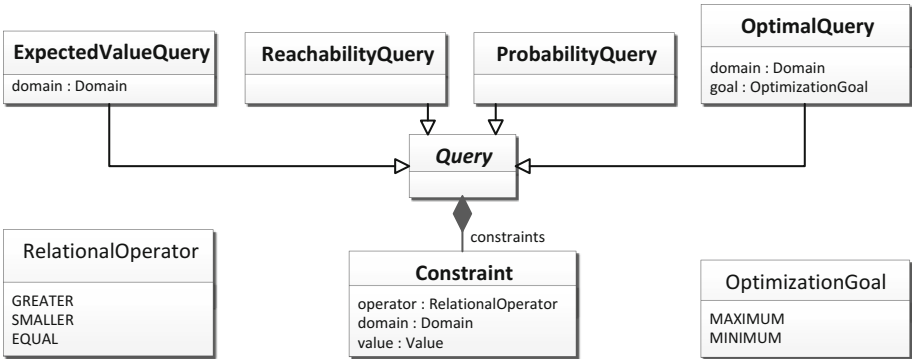 ExpectedValueQuery
domain : Domain
ReachabilityQuery
ProbabilityQuery
OptimalQuery
domain : Domain
goal : OptimizationGoal
Query
constraints
RelationalOperator
GREATER
SMALLER
EQUAL
Constraint
operator : RelationalOperator
domain : Domain
value : Value
OptimizationGoal
MAXIMUM
MINIMUM